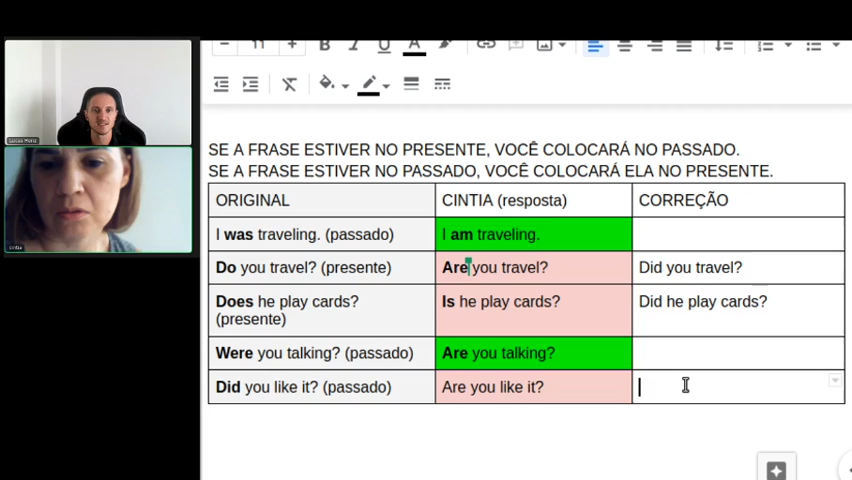 11
B I U A
SE A FRASE ESTIVER NO PRESENTE, VOCÊ COLOCARÁ NO PASSADO.
SE A FRASE ESTIVER NO PASSADO, VOCÊ COLOCARÁ ELA NO PRESENTE.
ORIGINAL CINTIA (resposta) CORREÇÃO
I was traveling. (passado) I am traveling.
Do you travel? (presente) Are you travel? Did you travel?
Does he play cards? Is he play cards? Did he play cards?
(presente)
Were you talking? (passado) Are you talking?
Did you like it? (passado) Are you like it?